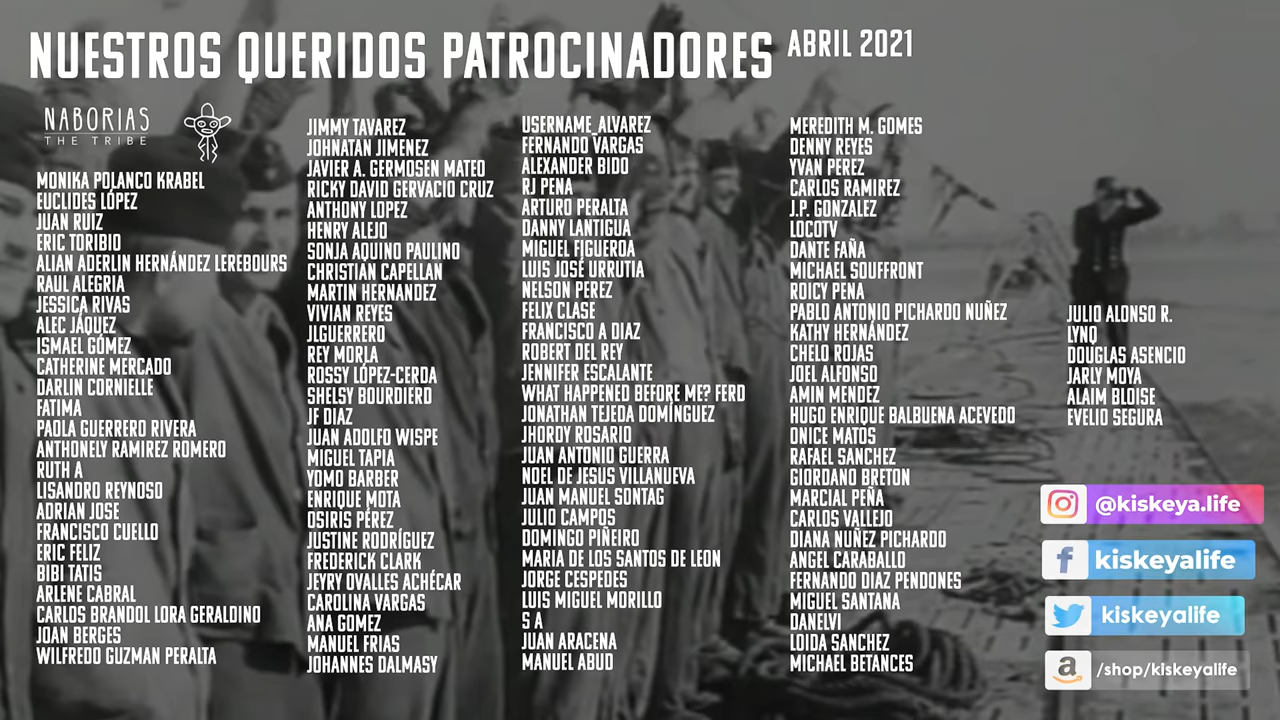 NUESTROS QUERIDOS PATROCINADORES ABRIL 2021
NABORIAS
THE TRIBE
MONIKA POLANCO KRABEL
EUCLIDES LÓPEZ
JUAN RUIZ
ERIC TORIBIO
ALIAN ADERLIN HERNÁNDEZ LEREBOURS
RAUL ALEGRIA
JESSICA RIVAS
ALEC JÁQUEZ
ISMAEL GÓMEZ
CATHERINE MERCADO
DARLIN CORNIELLE
FATIMA
PAOLA GUERRERO RIVERA
ANTHONELY RAMIREZ ROMERO
RUTH A
LISANDRO REYNOSO
ADRIAN JOSE
FRANCISCO CUELLO
ERIC FELIZ
BIBI TATIS
ARLENE CABRAL
CARLOS BRANDOL LORA GERALDINO
JOAN BERGES
WILFREDO GUZMAN PERALTA
JIMMY TAVAREZ
JOHNATAN JIMENEZ
JAVIER A. GERMOSEN MATEO
RICKY DAVID GERVACIO CRUZ
ANTHONY LOPEZ
HENRY ALEJO
SONJA AQUINO PAULINO
CHRISTIAN CAPELLAN
MARTIN HERNANDEZ
VIVIAN REYES
JLGUERRERO
REY MORLA
ROSSY LÓPEZ-CERDA
SHELSY BOURDIERD
JF DIAZ
JUAN ADOLFO WISPE
MIGUEL TAPIA
YOMO BARBER
ENRIQUE MOTA
OSIRIS PÉREZ
JUSTINE RODRÍGUEZ
FREDERICK CLARK
JEYRY OVALLES ACHÉCAR
CAROLINA VARGAS
ANA GOMEZ
MANUEL FRIAS
JOHANNES DALMASY
USERNAME_ALVAREZ
FERNANDO VARGAS
ALEXANDER BIDO
RJ PENA
ARTURO PERALTA
DANNY LANTIGUA
MIGUEL FIGUEROA
LUIS JOSÉ URRUTIA
NELSON PEREZ
FELIX CLASE
FRANCISCO A DIAZ
ROBERT DEL REY
JENNIFER ESCALANTE
WHAT HAPPENED BEFORE ME? FERD
JONATHAN TEJEDA DOMÍNGUEZ
JHORDY ROSARIO
JUAN ANTONIO GUERRA
NOEL DE JESUS VILLANUEVA
JUAN MANUEL SONTAG
JULIO CAMPOS
DOMINGO PIÑEIRO
MARIA DE LOS SANTOS DE LEON
JORGE CESPEDES
LUIS MIGUEL MORILLO
S A
JUAN ARACENA
MANUEL ABUD
MEREDITH M. GOMES
DENNY REYES
YVAN PEREZ
CARLOS RAMIREZ
J.P. GONZALEZ
LOCOTV
DANTE FAÑA
MICHAEL SOUFFRONT
ROICY PENA
PABLO ANTONIO PICHARDO NUÑEZ
KATHY HERNÁNDEZ
CHELO ROJAS
JOEL ALFONSO
AMIN MENDEZ
HUGO ENRIQUE BALBUENA ACEVEDO
ONICE MATOS
RAFAEL SANCHEZ
GIORDANO BRETON
MARCIAL PEÑA
CARLOS VALLEJO
DIANA NUÑEZ PICHARDO
ANGEL CARABALLO
FERNANDO DIAZ PENDONES
MIGUEL SANTANA
DANELVI
LOIDA SANCHEZ
MICHAEL BETANCES
JULIO ALONSO R.
LYNQ
DOUGLAS ASENCIO
JARLY MOYA
ALAIM BLOISE
EVELIO SEGURA
@kiskeya.life
kiskeyalife
kiskeyalife
/shop/kiskeyalife